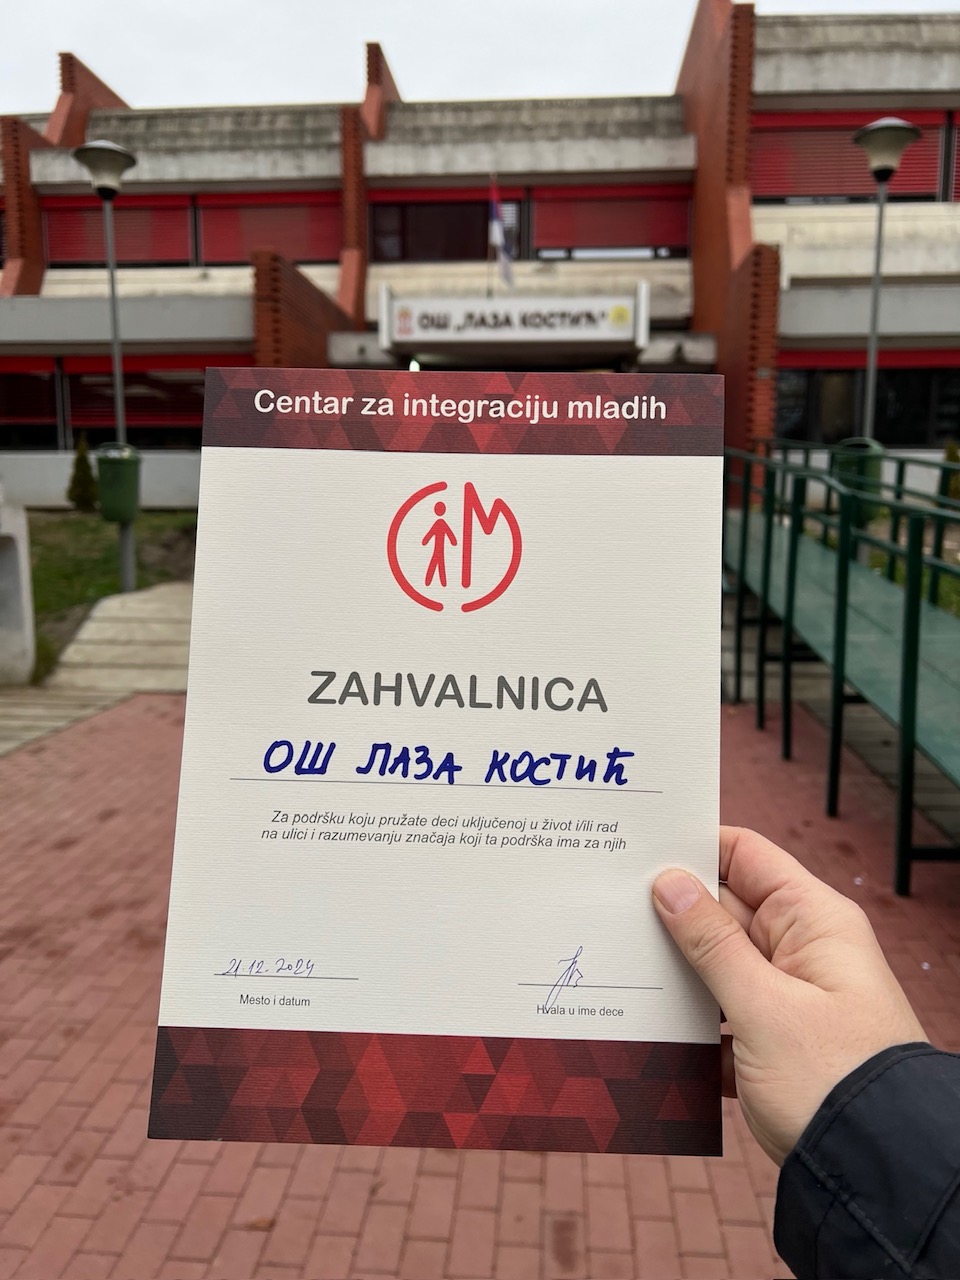 ОШ „ЛАЗА КОСТИЋ“
Centar za integraciju mladih
ZAHVALNICA
ОШ ЛАЗА КОСТИЋ
Za podršku koju pružate deci uključenoj u život i/ili rad
na ulici i razumevanju značaja koji ta podrška ima za njih
21.12.2024
Mesto i datum
Hvala u ime dece